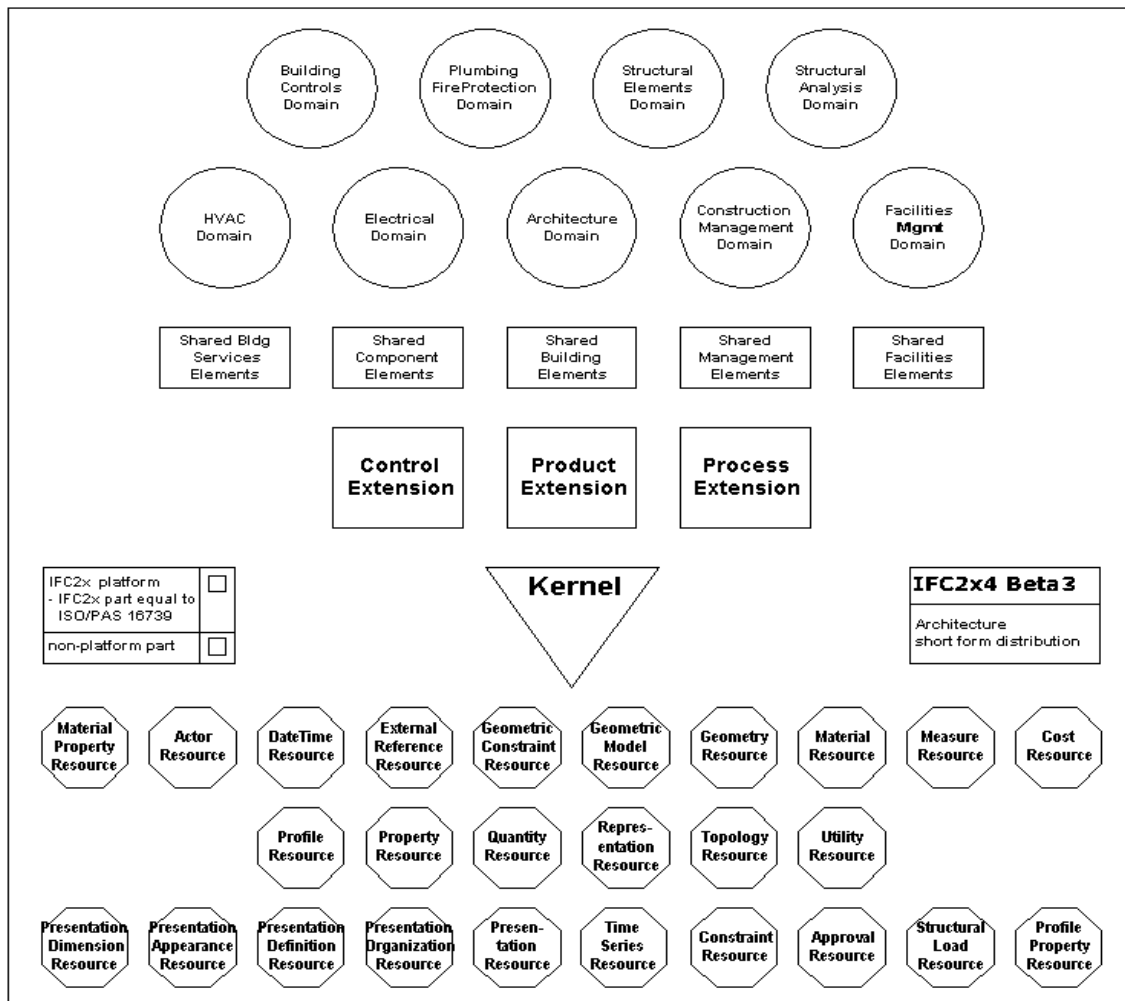 Building
Controls
Domain
Plumbing
FireProtection
Domain
Structural
Elements
Domain
Structural
Analysis
Domain
HVAC
Domain
Electrical
Domain
Architecture
Domain
Construction
Management
Domain
Facilities
Mgmt
Domain
Shared Bldg
Services
Elements
Shared
Component
Elements
Shared
Building
Elements
Shared
Management
Elements
Shared
Facilities
Elements
Control
Extension
Product
Extension
Process
Extension
IFC2x platform
- IFC2x part equal to
ISO/PAS 16739
non-platform part
Kernel
IFC2x4 Beta3
Architecture
short form distribution
Material
Property
Resource
Actor
Resource
DateTime
Resource
External
Reference
Resource
Geometric
Constraint
Resource
Geometric
Model
Resource
Geometry
Resource
Material
Resource
Measure
Resource
Cost
Resource
Profile
Resource
Property
Resource
Quantity
Resource
Repres-
entation
Resource
Topology
Resource
Utility
Resource
Presentation
Dimension
Resource
Presentation
Appearance
Resource
Presentation
Definition
Resource
Presentation
Organization
Resource
Presen-
tation
Resource
Time
Series
Resource
Constraint
Resource
Approval
Resource
Structural
Load
Resource
Profile
Property
Resource